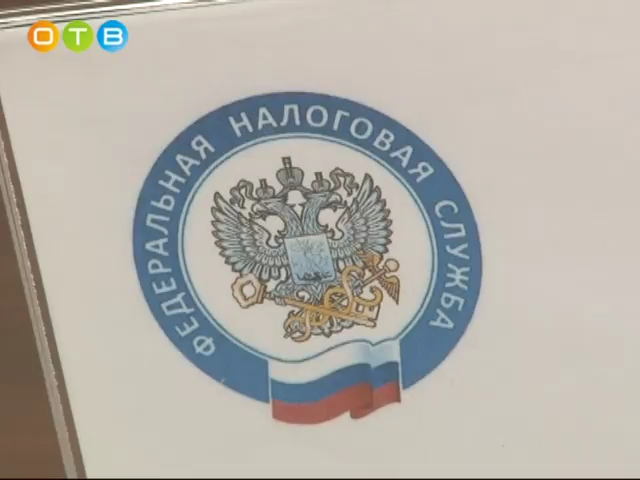 ОТВ
ФЕДЕРАЛЬНАЯ НАЛОГОВАЯ СЛУЖБА